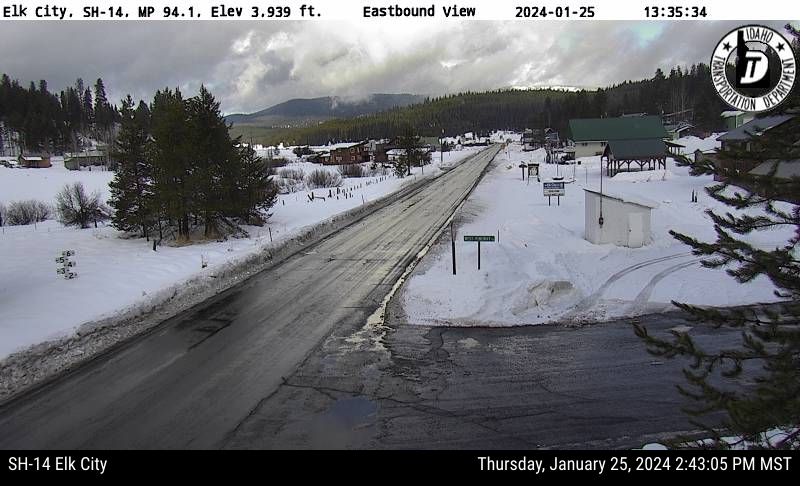 Elk City, SH-14, MP 94.1, Elev 3,939 ft. Eastbound View 2024-01-25 13:35:34
IDAHO
TRANSPORTATION DEPARTMENT
SH-14 Elk City Thursday, January 25, 2024 2:43:05 PM MST